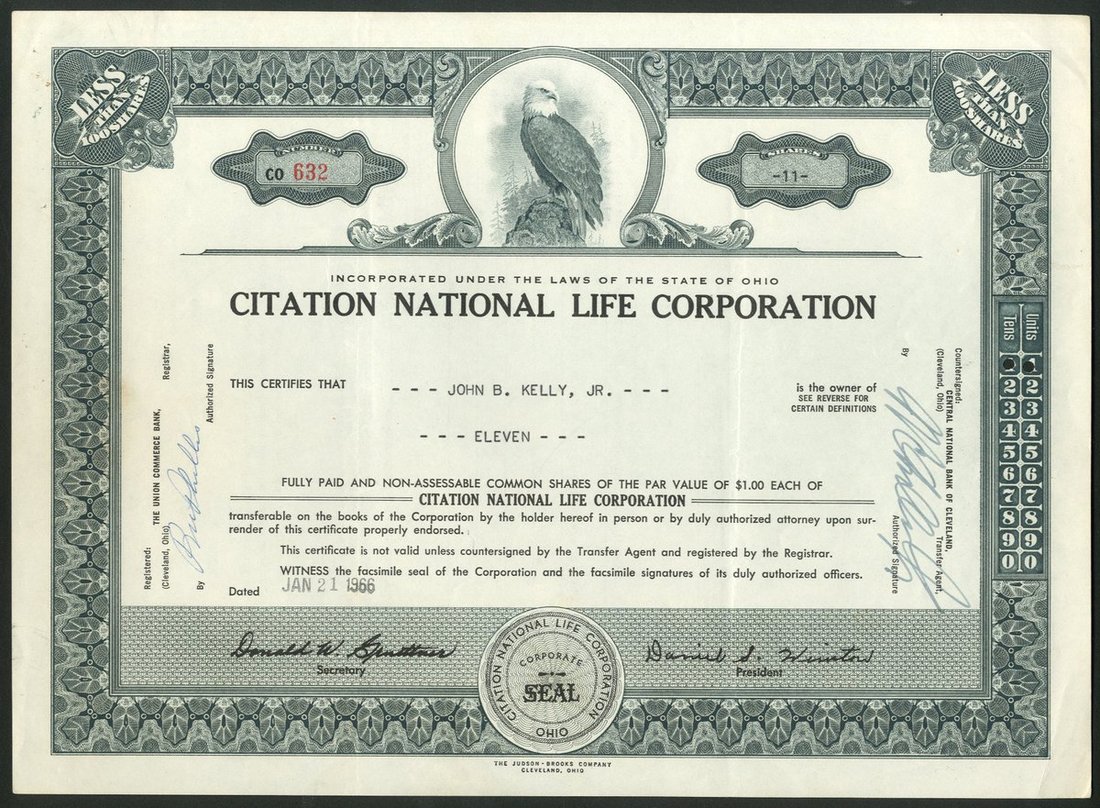 LESS
THAN
100 SHARES
NUMBER
CO 632
SHARES
-11-
LESS
THAN
100 SHARES
INCORPORATED UNDER THE LAWS OF THE STATE OF OHIO
CITATION NATIONAL LIFE CORPORATION
THIS CERTIFIES THAT
- - - JOHN B. KELLY, JR. - - -
is the owner of
SEE REVERSE FOR
CERTAIN DEFINITIONS
- - - ELEVEN - - -
FULLY PAID AND NON-ASSESSABLE COMMON SHARES OF THE PAR VALUE OF $1.00 EACH OF
CITATION NATIONAL LIFE CORPORATION
transferable on the books of the Corporation by the holder hereof in person or by duly authorized attorney upon sur-
render of this certificate properly endorsed.
This certificate is not valid unless countersigned by the Transfer Agent and registered by the Registrar.
WITNESS the facsimile seal of the Corporation and the facsimile signatures of its duly authorized officers.
Dated JAN 21 1966
Registered: THE UNION COMMERCE BANK, Registrar,
(Cleveland, Ohio)
By Authorized Signature
Countersigned: CENTRAL NATIONAL BANK OF CLEVELAND, Transfer Agent,
(Cleveland, Ohio)
By Authorized Signature
Units
Tens
2 2
3 3
4 4
5 5
6 6
7 7
8 8
9 9
0 0
Secretary
Daniel S. Winston
President
CITATION NATIONAL LIFE CORPORATION
CORPORATE
SEAL
OHIO
THE JUDSON-BROOKS COMPANY
CLEVELAND, OHIO